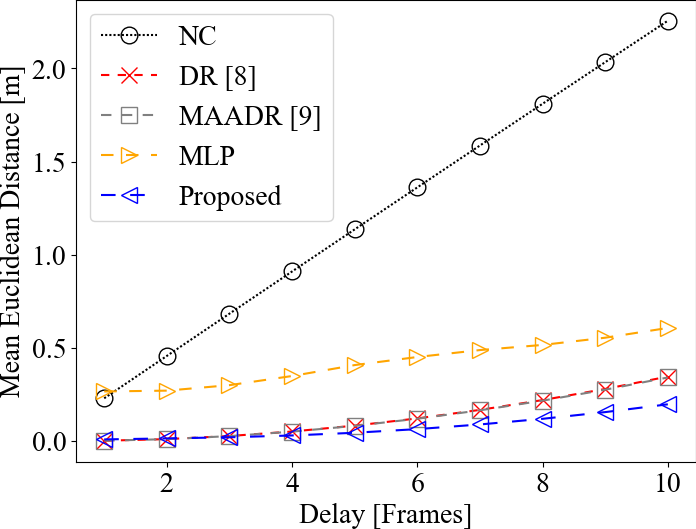 Mean Euclidean Distance [m]
2.0
1.5
1.0
0.5
0.0
NC
DR [8]
MAADR [9]
MLP
Proposed
2
4
6
8
10
Delay [Frames]